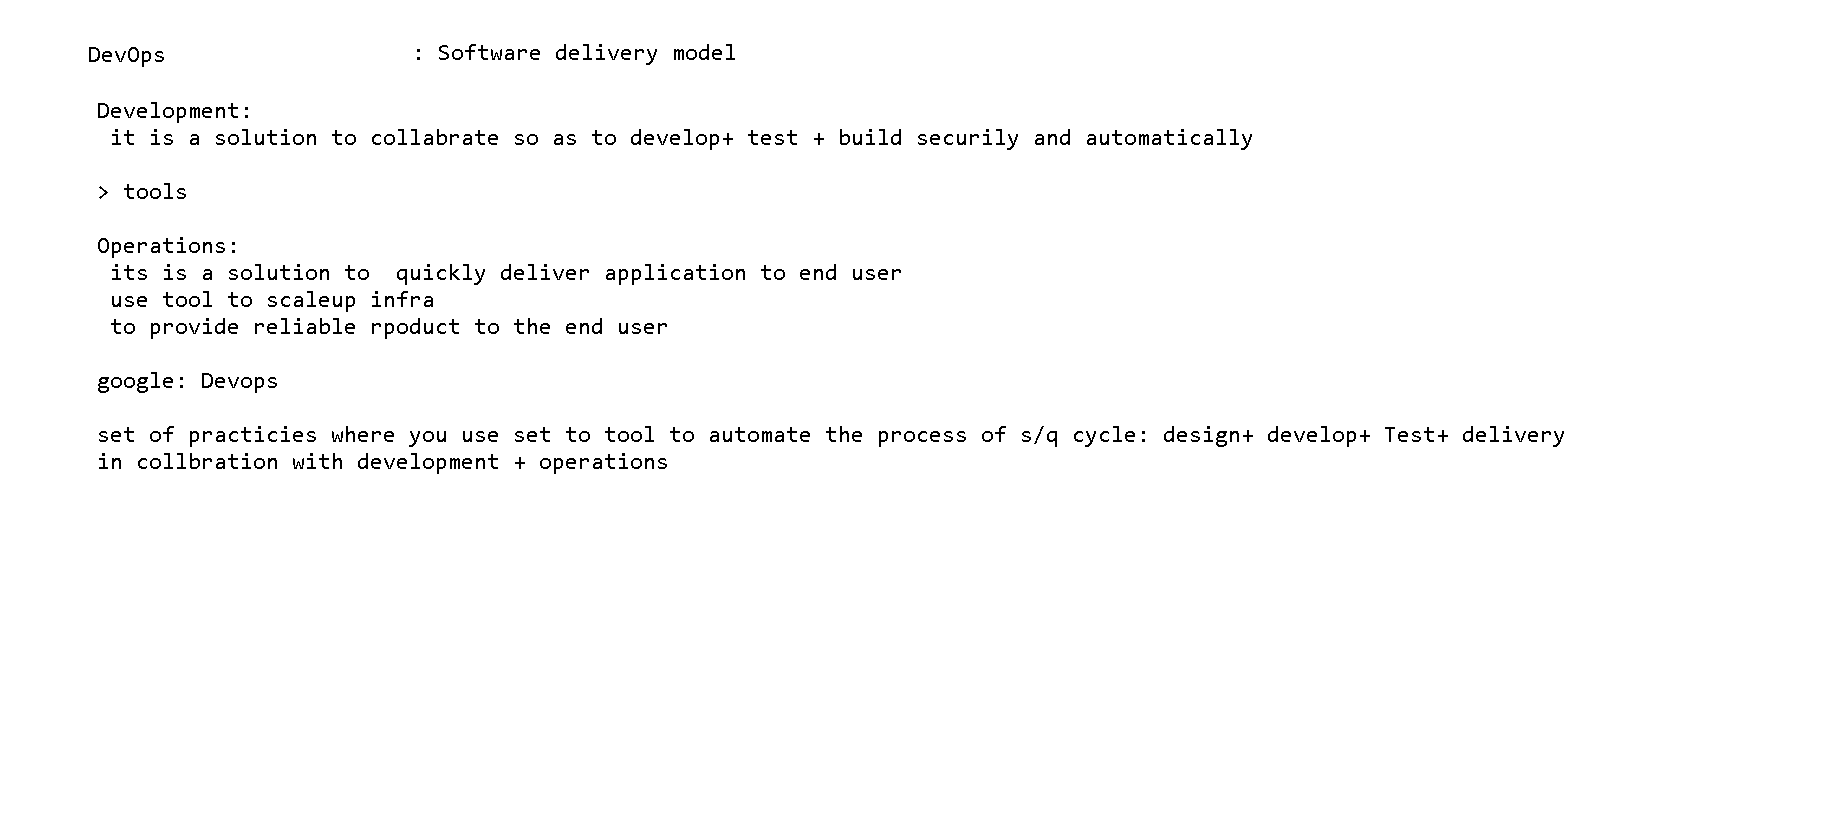 DevOps : Software delivery model
Development:
it is a solution to collabrate so as to develop+ test + build securily and automatically
> tools
Operations:
its is a solution to  quickly deliver application to end user
use tool to scaleup infra
to provide reliable rpoduct to the end user
google: Devops
set of practicies where you use set to tool to automate the process of s/q cycle: design+ develop+ Test+ delivery
in collbration with development + operations